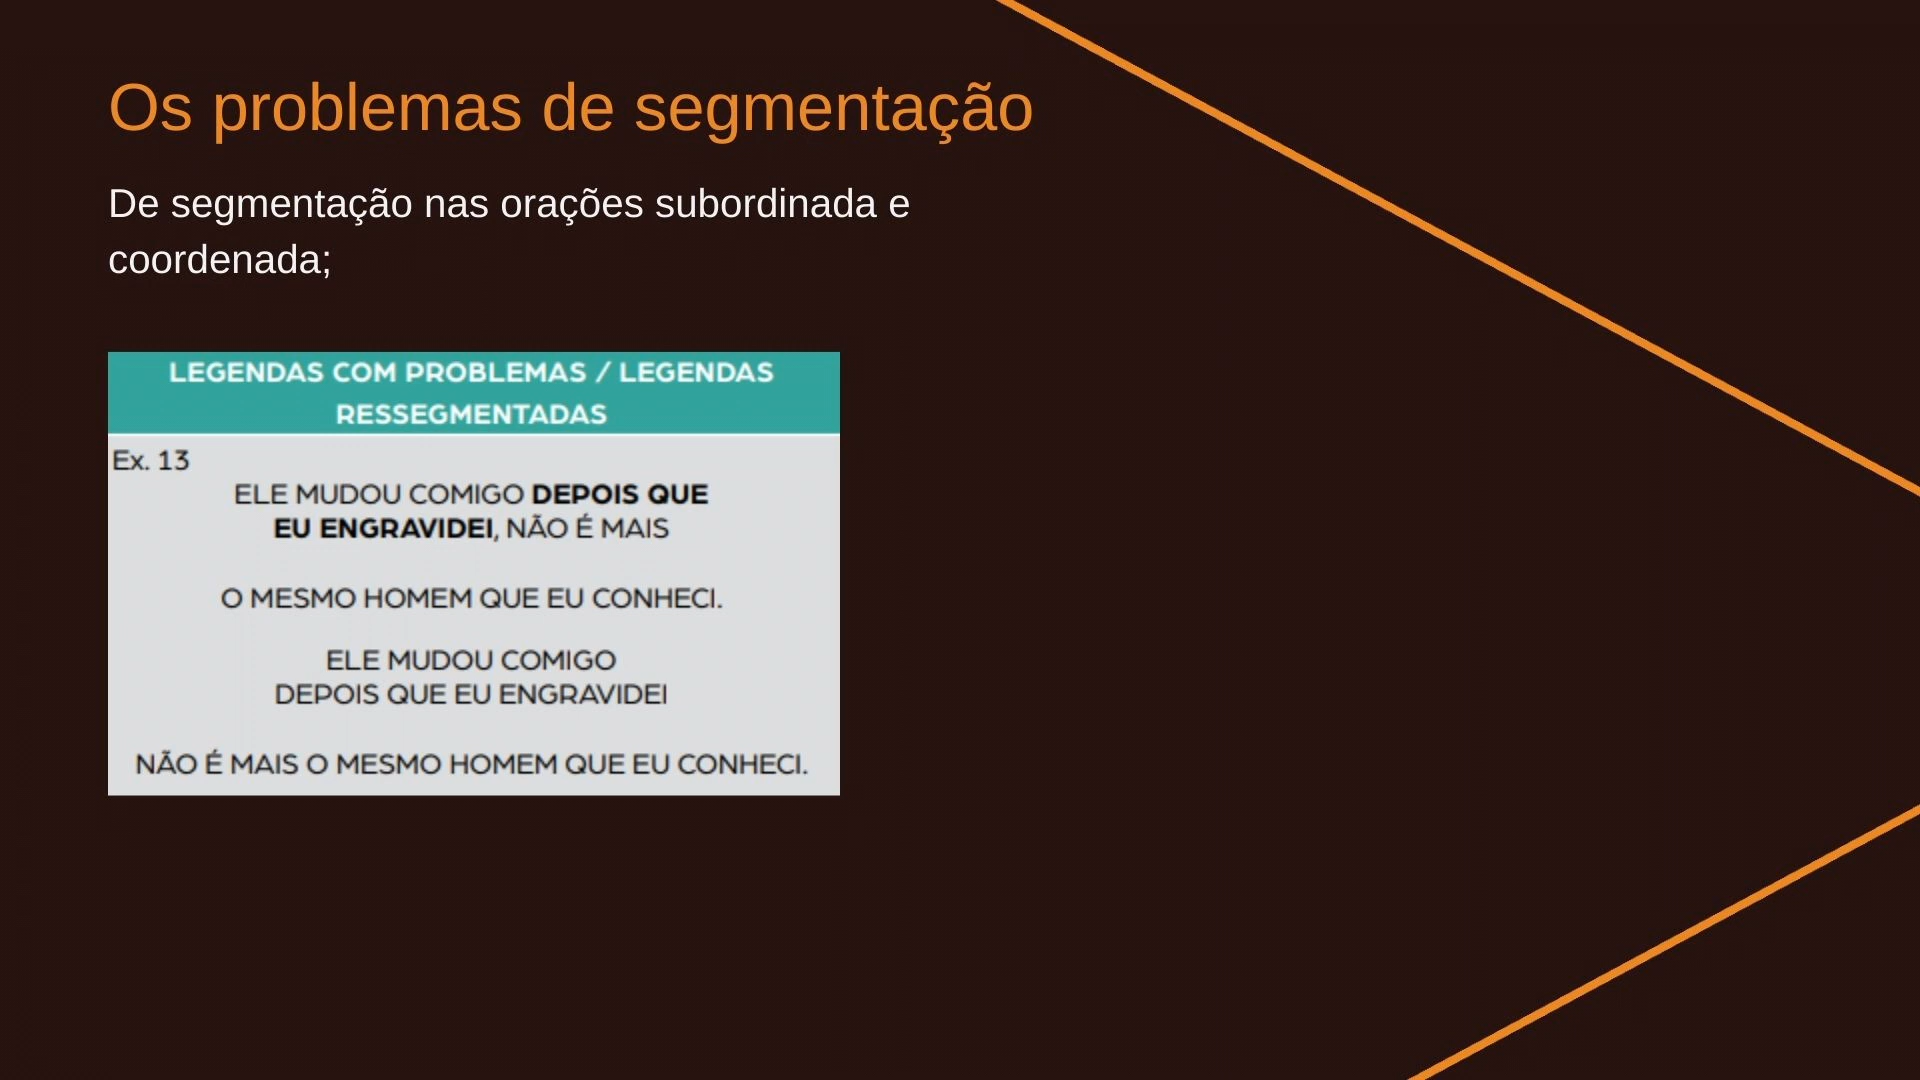 Os problemas de segmentação
De segmentação nas orações subordinada e
coordenada;
LEGENDAS COM PROBLEMAS / LEGENDAS
RESSEGMENTADAS
Ex. 13
ELE MUDOU COMIGO DEPOIS QUE
EU ENGRAVIDEI, NÃO É MAIS
O MESMO HOMEM QUE EU CONHECI.
ELE MUDOU COMIGO
DEPOIS QUE EU ENGRAVIDEI
NÃO É MAIS O MESMO HOMEM QUE EU CONHECI.